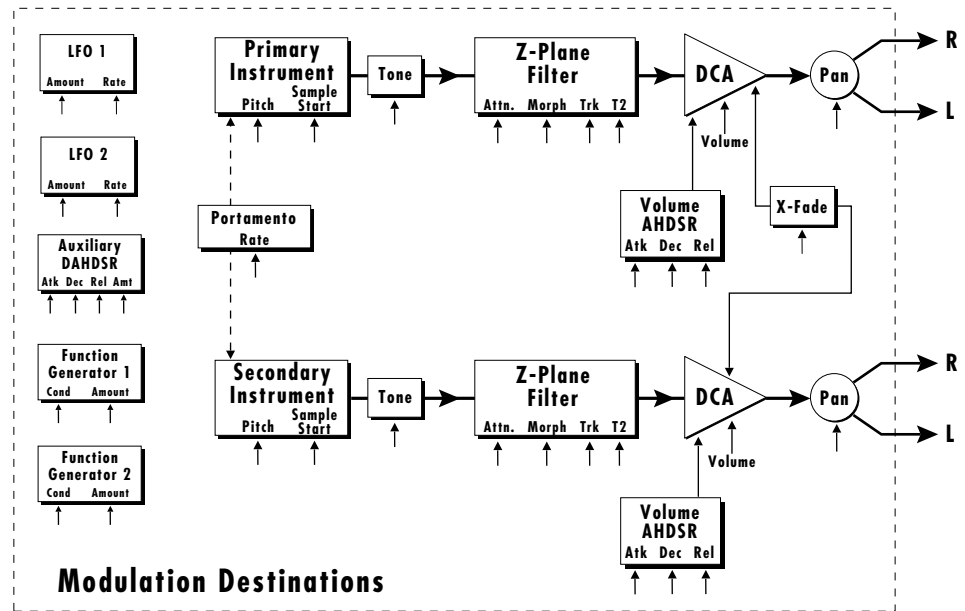 LFO 1
Amount Rate
LFO 2
Amount Rate
Auxiliary
DAHDSR
Atk Dec Rel Amt
Function
Generator 1
Cond Amount
Function
Generator 2
Cond Amount
Primary
Instrument
Sample
Pitch Start
Tone
Z-Plane
Filter
Attn. Morph Trk T2
DCA
Volume
Pan
R
L
Volume
AHDSR
Atk Dec Rel
X-Fade
Portamento
Rate
Secondary
Instrument
Sample
Pitch Start
Tone
Z-Plane
Filter
Attn. Morph Trk T2
DCA
Volume
Pan
R
L
Volume
AHDSR
Atk Dec Rel
Modulation Destinations